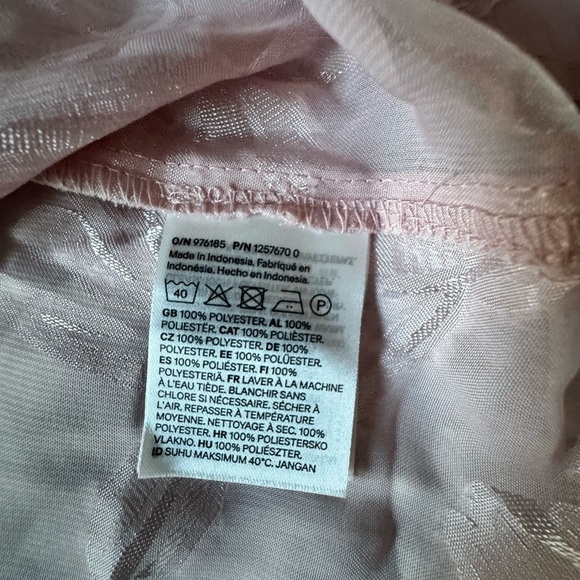 O/N 976185 P/N 1257670 0
Made in Indonesia. Fabriqué en
Indonésia. Hecho en Indonesia.
40 P
GB 100% POLYESTER. AL 100%
POLIESTËR. CAT 100% POLIÈSTER.
CZ 100% POLYESTER. DE 100%
POLYESTER. EE 100% POLÜESTER.
ES 100% POLIÉSTER. FI 100%
POLYESTERIÄ. FR LAVER À LA MACHINE
À L'EAU TIÈDE. BLANCHIR SANS
CHLORE SI NÉCESSAIRE. SÉCHER À
L'AIR. REPASSER À TEMPÉRATURE
MOYENNE. NETTOYAGE À SEC. 100%
POLYESTER. HR 100% POLIESTERSKO
VLAKNO. HU 100% POLIÉSZTER.
ID SUHU MAKSIMUM 40°C. JANGAN